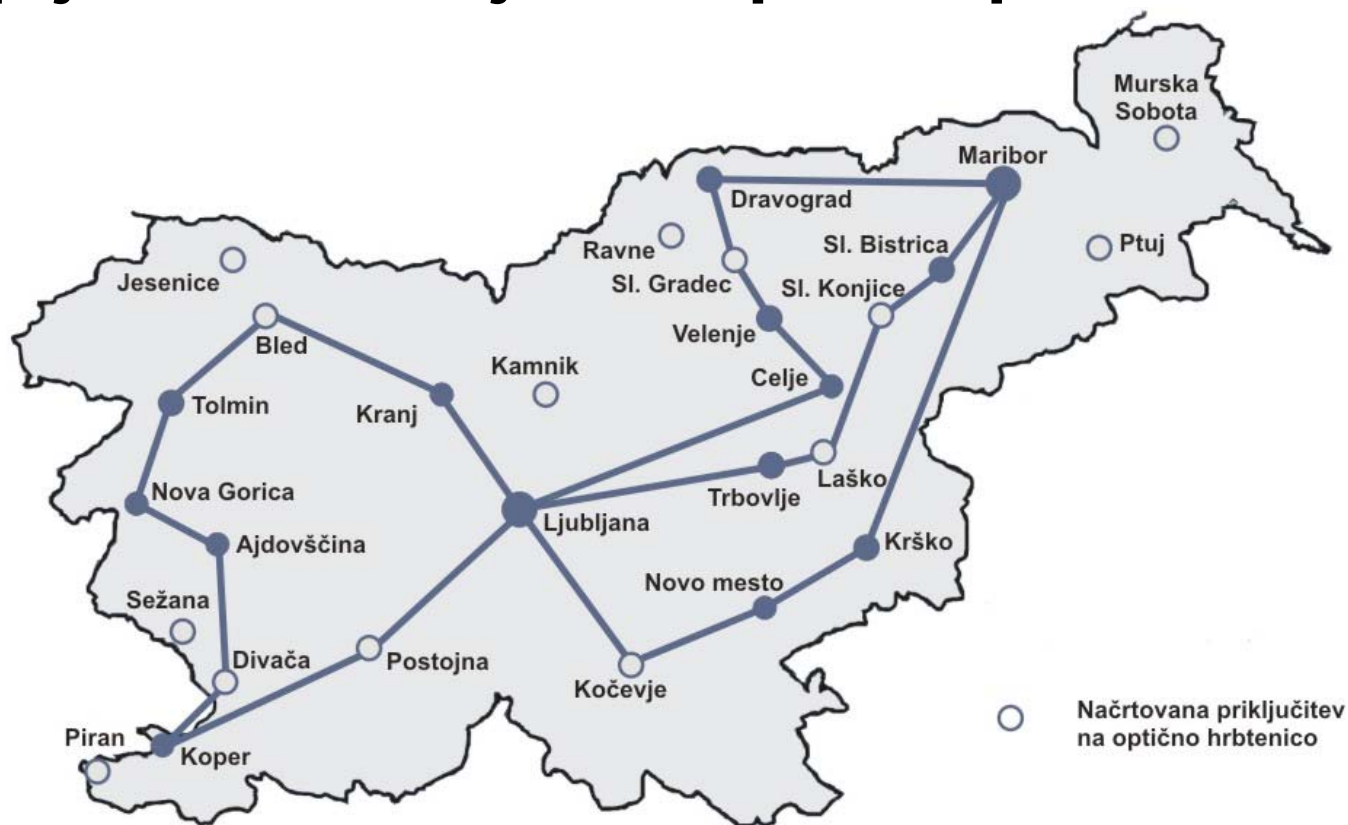 Murska
Sobota
Maribor
Dravograd
Ravne
Sl. Bistrica
Ptuj
Jesenice
Sl. Gradec
Sl. Konjice
Velenje
Bled
Kamnik
Celje
Tolmin
Kranj
Laško
Trbovlje
Nova Gorica
Ljubljana
Ajdovščina
Krško
Novo mesto
Sežana
Divača
Postojna
Kočevje
Piran
Koper
Načrtovana priključitev
na optično hrbtenico